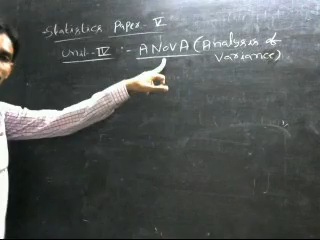 Statistics Paper - V
Unit - IV :- ANOVA (Analysis of
Variance)